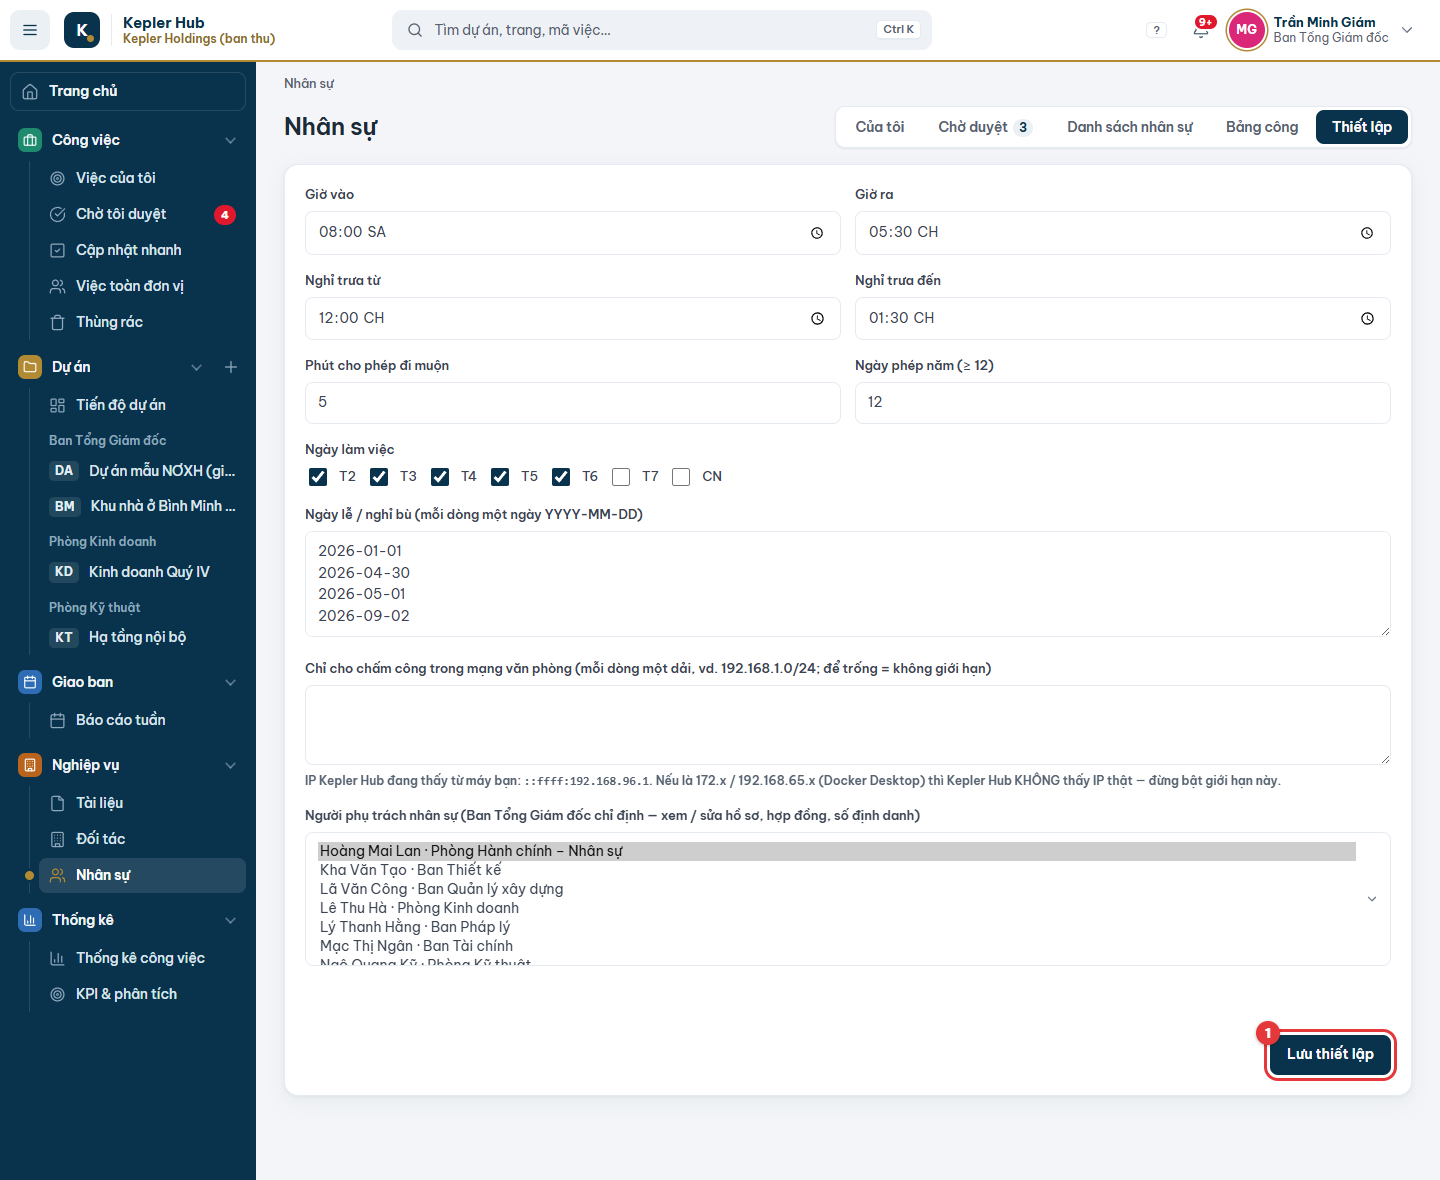 K
Kepler Hub
Kepler Holdings (ban thu)
Tìm dự án, trang, mã việc...
Ctrl K
?
9+
MG
Trần Minh Giám
Ban Tổng Giám đốc
Trang chủ
Công việc
Việc của tôi
Chờ tôi duyệt
4
Cập nhật nhanh
Việc toàn đơn vị
Thùng rác
Dự án
Tiến độ dự án
Ban Tổng Giám đốc
DA Dự án mẫu NƠXH (gi...
BM Khu nhà ở Bình Minh ...
Phòng Kinh doanh
KD Kinh doanh Quý IV
Phòng Kỹ thuật
KT Hạ tầng nội bộ
Giao ban
Báo cáo tuần
Nghiệp vụ
Tài liệu
Đối tác
Nhân sự
Thống kê
Thống kê công việc
KPI & phân tích
Nhân sự
Nhân sự
Của tôi
Chờ duyệt 3
Danh sách nhân sự
Bảng công
Thiết lập
Giờ vào
08:00 SA
Giờ ra
05:30 CH
Nghỉ trưa từ
12:00 CH
Nghỉ trưa đến
01:30 CH
Phút cho phép đi muộn
5
Ngày phép năm (≥ 12)
12
Ngày làm việc
T2 T3 T4 T5 T6 T7 CN
Ngày lễ / nghỉ bù (mỗi dòng một ngày YYYY-MM-DD)
2026-01-01
2026-04-30
2026-05-01
2026-09-02
Chỉ cho chấm công trong mạng văn phòng (mỗi dòng một dải, vd. 192.168.1.0/24; để trống = không giới hạn)
IP Kepler Hub đang thấy từ máy bạn: ::ffff:192.168.96.1. Nếu là 172.x / 192.168.65.x (Docker Desktop) thì Kepler Hub KHÔNG thấy IP thật — đừng bật giới hạn này.
Người phụ trách nhân sự (Ban Tổng Giám đốc chỉ định — xem / sửa hồ sơ, hợp đồng, số định danh)
Hoàng Mai Lan · Phòng Hành chính – Nhân sự
Kha Văn Tạo · Ban Thiết kế
Lã Văn Công · Ban Quản lý xây dựng
Lê Thu Hà · Phòng Kinh doanh
Lý Thanh Hằng · Ban Pháp lý
Mạc Thị Ngân · Ban Tài chính
Ngô Quang Kỹ · Phòng Kỹ thuật
1
Lưu thiết lập